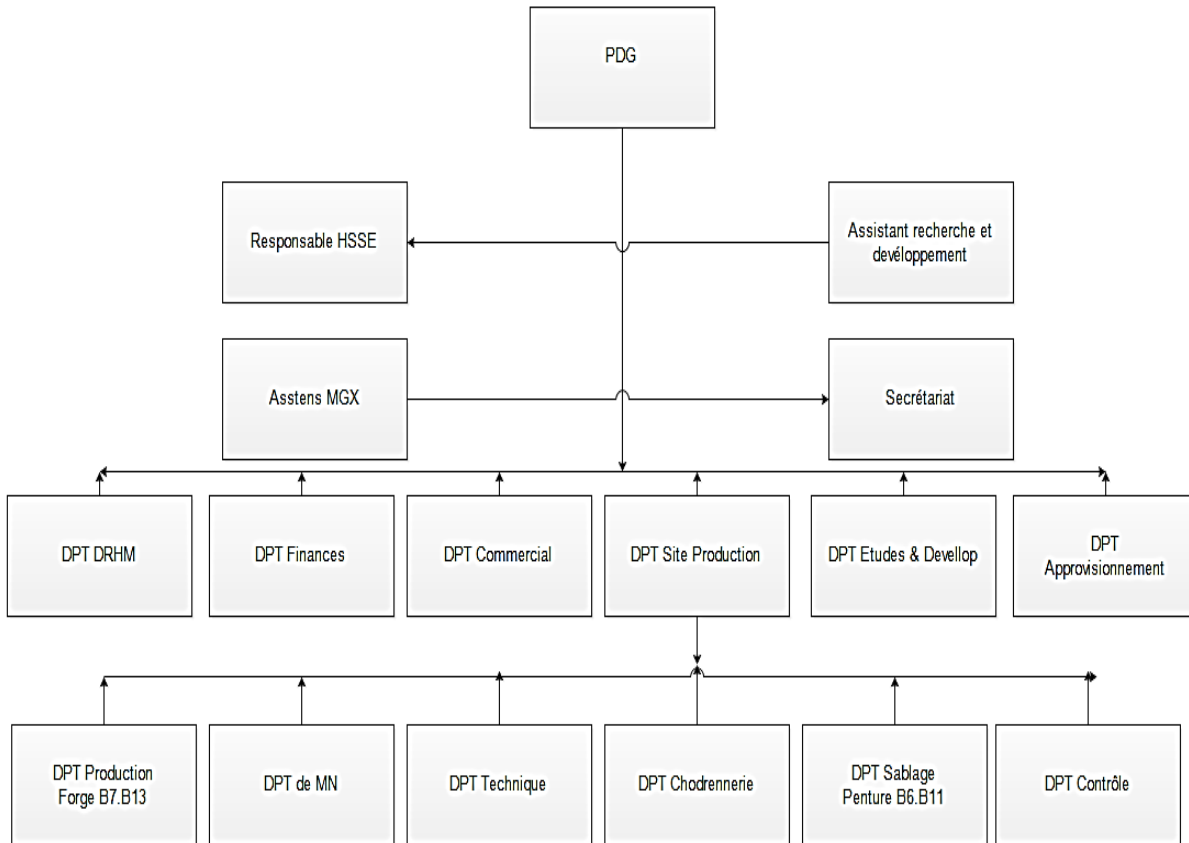 PDG
Responsable HSSE
Assistant recherche et
devéloppement
Asstens MGX
Secrétariat
DPT DRHM
DPT Finances
DPT Commercial
DPT Site Production
DPT Etudes & Devellop
DPT
Approvisionnement
DPT Production
Forge B7.B13
DPT de MN
DPT Technique
DPT Chodrennerie
DPT Sablage
Penture B6.B11
DPT Contrôle